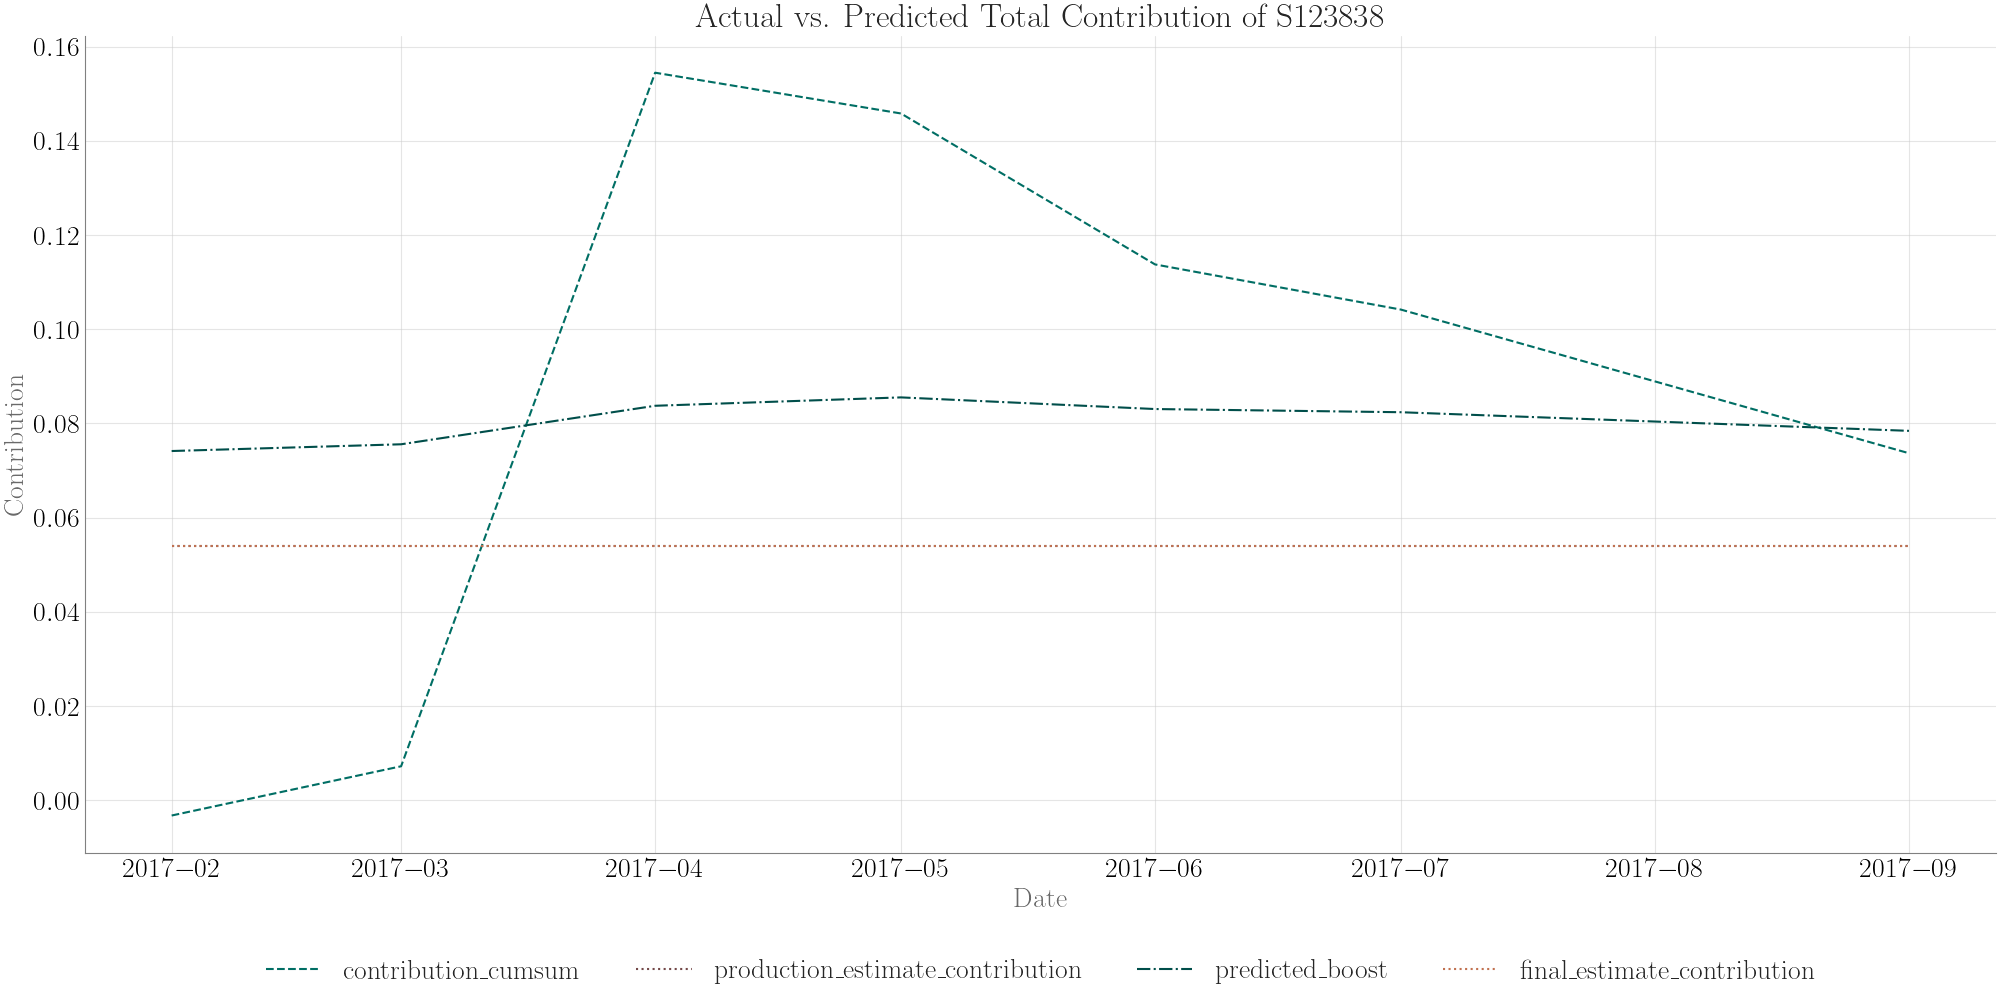 Actual vs. Predicted Total Contribution of S123838
0.16
0.14
0.12
0.10
0.08
0.06
0.04
0.02
0.00
Contribution
2017–02 2017–03 2017–04 2017–05 2017–06 2017–07 2017–08 2017–09
Date
contribution_cumsum production_estimate_contribution predicted_boost final_estimate_contribution